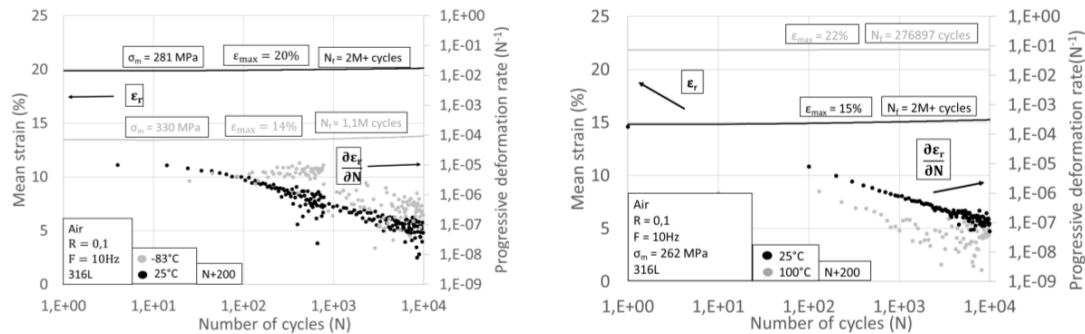 25
20
15
10
5
0
Mean strain (%)
σm = 281 MPa
εmax = 20%
Nf = 2M+ cycles
εr
σm = 330 MPa
εmax = 14%
Nf = 1,1M cycles
∂εr
∂N
Air
R = 0,1
F = 10Hz
316L
-83°C
25°C
N+200
1,E+00
1,E-01
1,E-02
1,E-03
1,E-04
1,E-05
1,E-06
1,E-07
1,E-08
1,E-09
Progressive deformation rate (N-1)
1,E+00 1,E+01 1,E+02 1,E+03 1,E+04
Number of cycles (N)
25
20
15
10
5
0
Mean strain (%)
εmax = 22%
Nf = 276897 cycles
εr
εmax = 15%
Nf = 2M+ cycles
∂εr
∂N
Air
R = 0,1
F = 10Hz
σm = 262 MPa
316L
25°C
100°C
N+200
1,E+00
1,E-01
1,E-02
1,E-03
1,E-04
1,E-05
1,E-06
1,E-07
1,E-08
1,E-09
Progressive deformation rate(N-1)
1,E+00 1,E+01 1,E+02 1,E+03 1,E+04
Number of cycles (N)